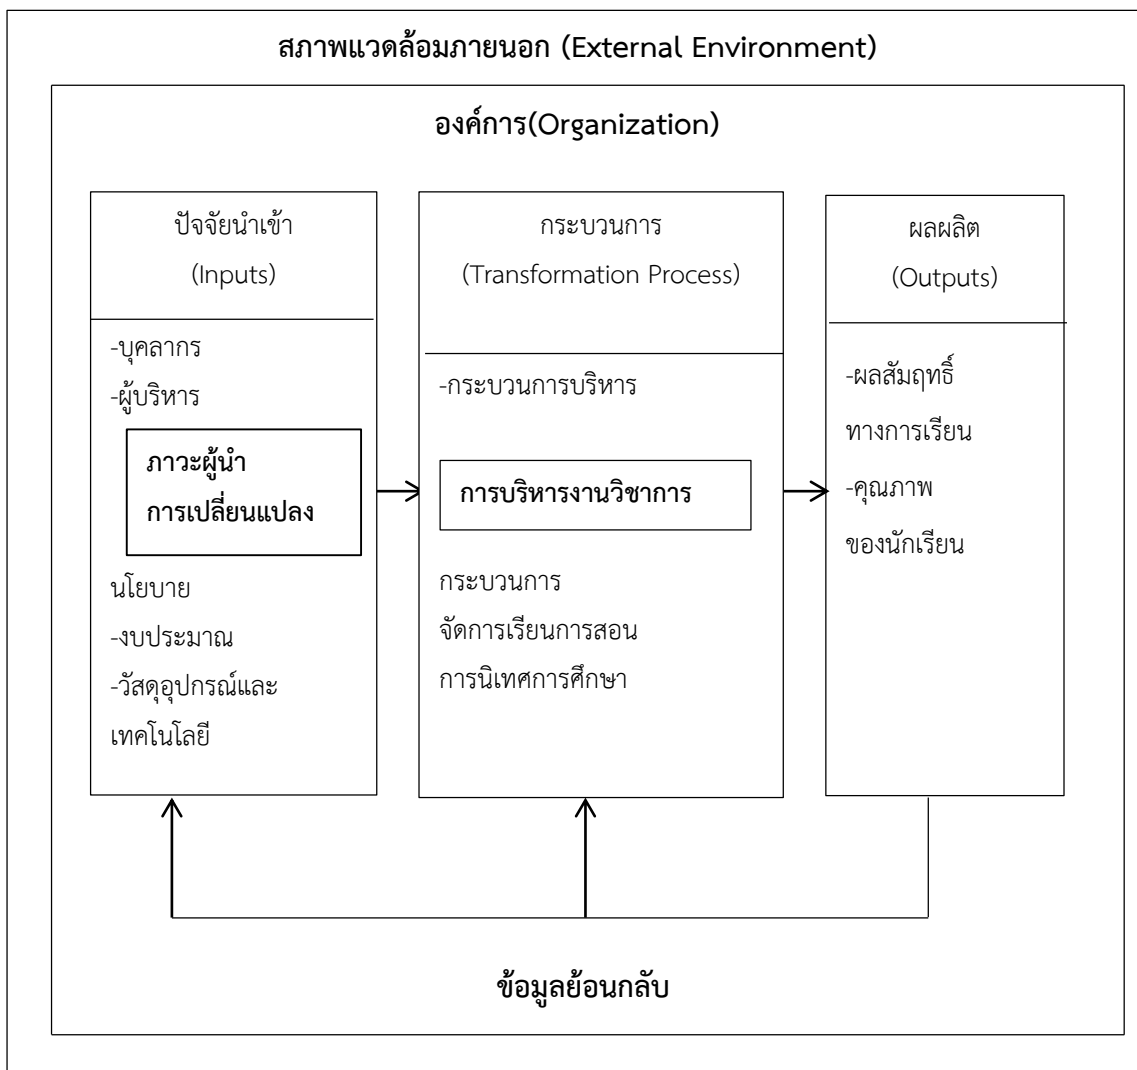 สภาพแวดล้อมภายนอก (External Environment)
องค์การ(Organization)
ปัจจัยนำเข้า
(Inputs)
-บุคลากร
-ผู้บริหาร
ภาวะผู้นำ
การเปลี่ยนแปลง
นโยบาย
-งบประมาณ
-วัสดุอุปกรณ์และ
เทคโนโลยี
กระบวนการ
(Transformation Process)
-กระบวนการบริหาร
การบริหารงานวิชาการ
กระบวนการ
จัดการเรียนการสอน
การนิเทศการศึกษา
ผลผลิต
(Outputs)
-ผลสัมฤทธิ์
ทางการเรียน
-คุณภาพ
ของนักเรียน
ข้อมูลย้อนกลับ